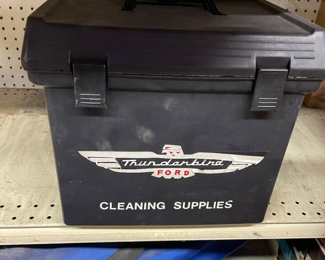 Thunderbird
FORD
CLEANING SUPPLIES